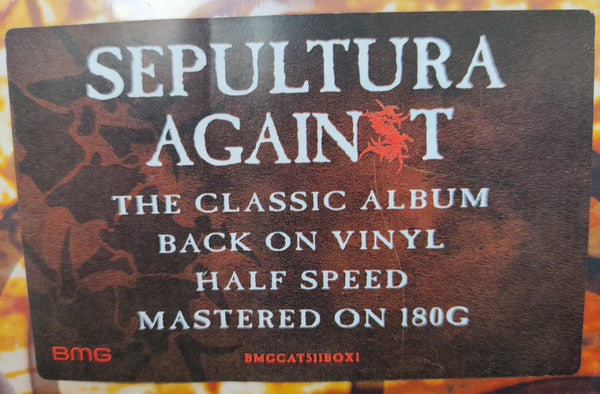 SEPULTURA
AGAINST
THE CLASSIC ALBUM
BACK ON VINYL
HALF SPEED
MASTERED ON 180G
BMG
BMGCAT511BOX1